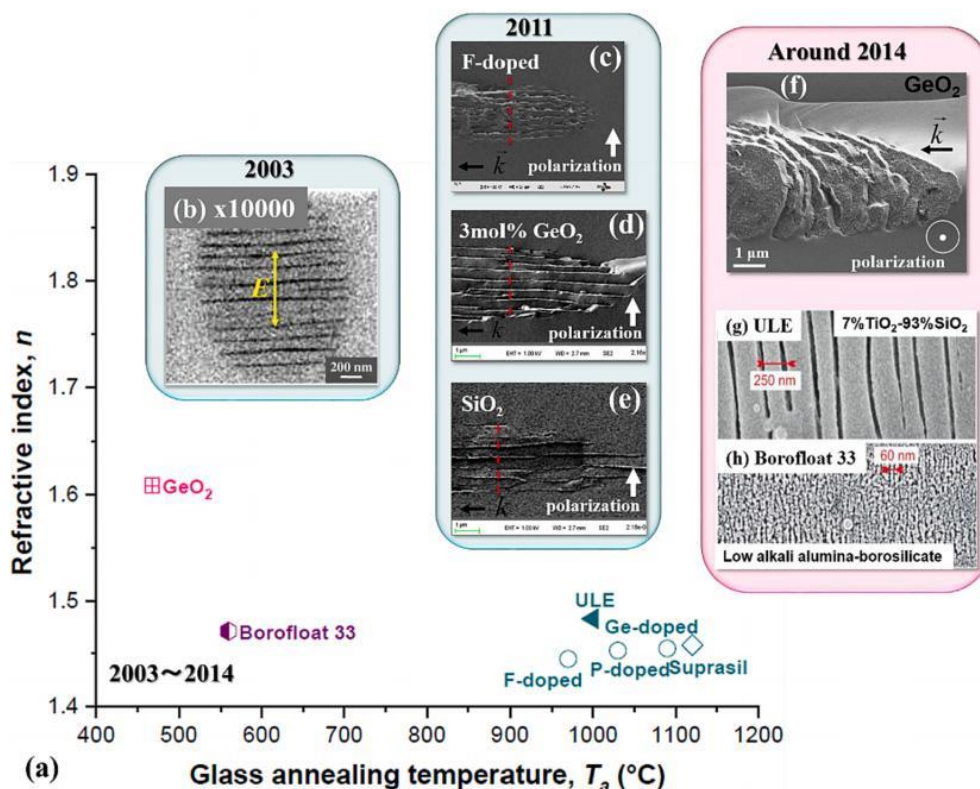 2011
F-doped (c)
k
polarization
3mol% GeO₂ (d)
k
polarization
1 μm EHT = 1.00 kV WD = 2.7 mm SE2
SiO₂ (e)
k
polarization
1 μm EHT = 1.00 kV WD = 2.7 mm SE2
Around 2014
(f) GeO₂
k
1 μm polarization
(g) ULE 7%TiO₂-93%SiO₂
250 nm
(h) Borofloat 33 60 nm
Low alkali alumina-borosilicate
2003
(b) x10000
E
200 nm
Refractive index, n
1.9
1.8
1.7
1.6
1.5
1.4
GeO₂
Borofloat 33
ULE
Ge-doped
F-doped P-doped Suprasil
2003～2014
400 500 600 700 800 900 1000 1100 1200
(a) Glass annealing temperature, Tₐ (°C)